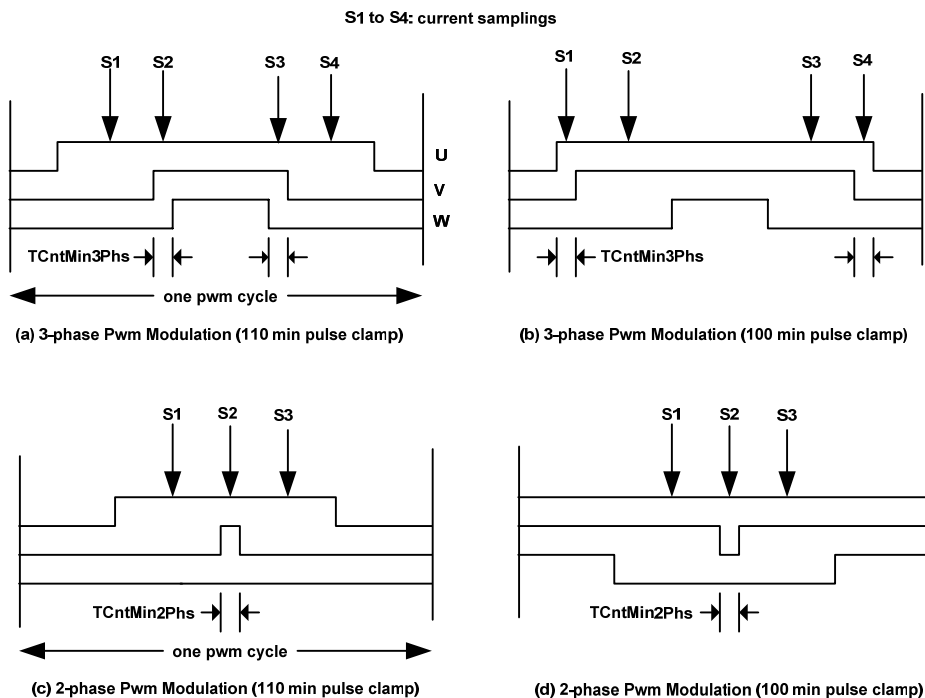 S1 to S4: current samplings
S1 S2 S3 S4
U
V
W
TCntMin3Phs
one pwm cycle
(a) 3-phase Pwm Modulation (110 min pulse clamp)
S1 S2 S3 S4
TCntMin3Phs
(b) 3-phase Pwm Modulation (100 min pulse clamp)
S1 S2 S3
TCntMin2Phs
one pwm cycle
(c) 2-phase Pwm Modulation (110 min pulse clamp)
S1 S2 S3
TCntMin2Phs
(d) 2-phase Pwm Modulation (100 min pulse clamp)